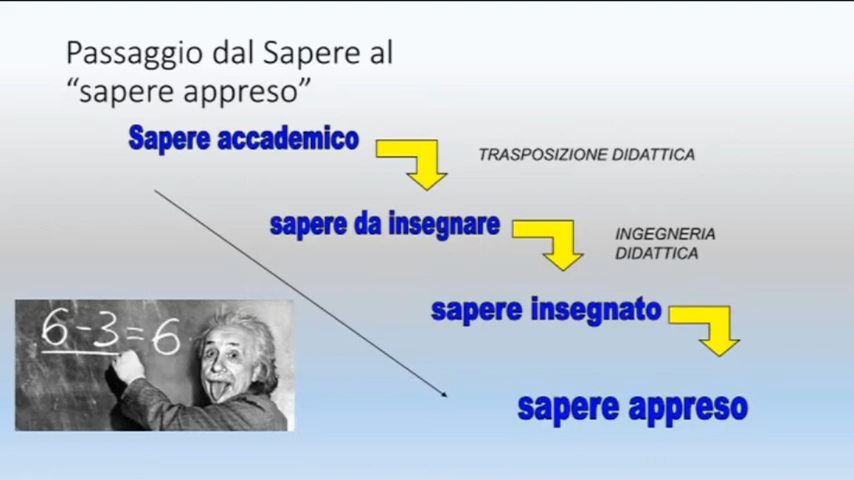 Passaggio dal Sapere al
“sapere appreso”
Sapere accademico
TRASPOSIZIONE DIDATTICA
sapere da insegnare
INGEGNERIA
DIDATTICA
sapere insegnato
6-3=6
sapere appreso